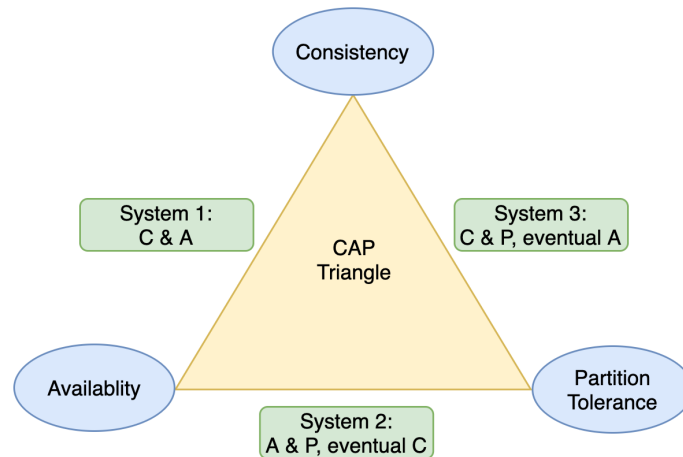 Consistency
System 1:
C & A
System 3:
C & P, eventual A
CAP
Triangle
Availablity
Partition
Tolerance
System 2:
A & P, eventual C